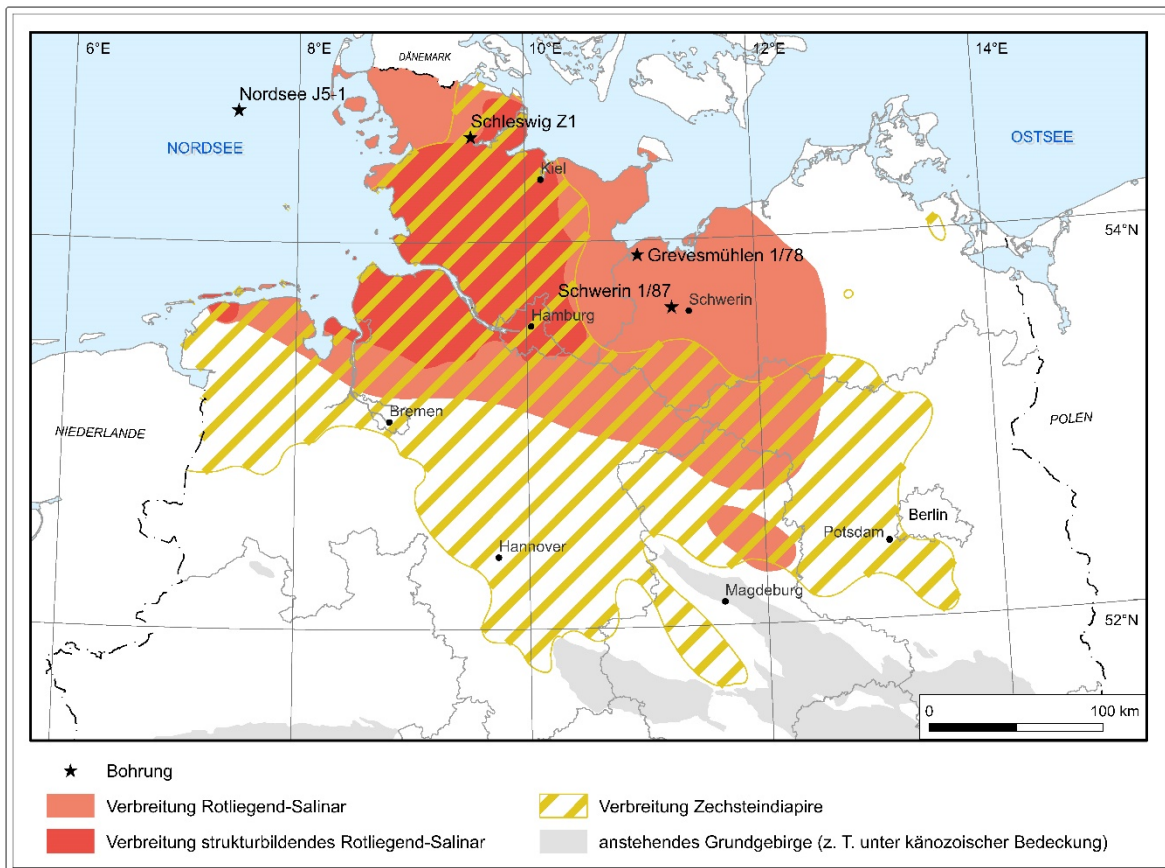 6°E
8°E
10°E
12°E
14°E
DÄNEMARK
Nordsee J5-1
Schleswig Z1
NORDSEE
OSTSEE
Kiel
54°N
Grevesmühlen 1/78
Schwerin 1/87
Schwerin
Hamburg
Bremen
NIEDERLANDE
POLEN
Berlin
Potsdam
Hannover
Magdeburg
52°N
0 100 km
Bohrung
Verbreitung Rotliegend-Salinar
Verbreitung Zechsteindiapire
Verbreitung strukturbildendes Rotliegend-Salinar
anstehendes Grundgebirge (z. T. unter känozoischer Bedeckung)